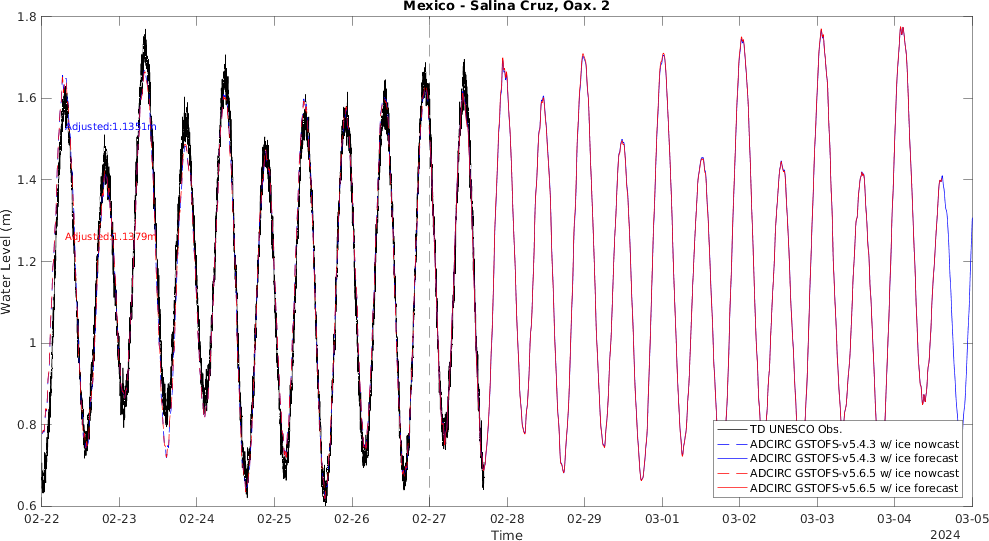 Mexico - Salina Cruz, Oax. 2
1.8
1.6
1.4
1.2
1
0.8
0.6
Water Level (m)
Adjusted:1.1351m
Adjusted:1.1379m
TD UNESCO Obs.
ADCIRC GSTOFS-v5.4.3 w/ ice nowcast
ADCIRC GSTOFS-v5.4.3 w/ ice forecast
ADCIRC GSTOFS-v5.6.5 w/ ice nowcast
ADCIRC GSTOFS-v5.6.5 w/ ice forecast
02-22 02-23 02-24 02-25 02-26 02-27 02-28 02-29 03-01 03-02 03-03 03-04 03-05
Time
2024